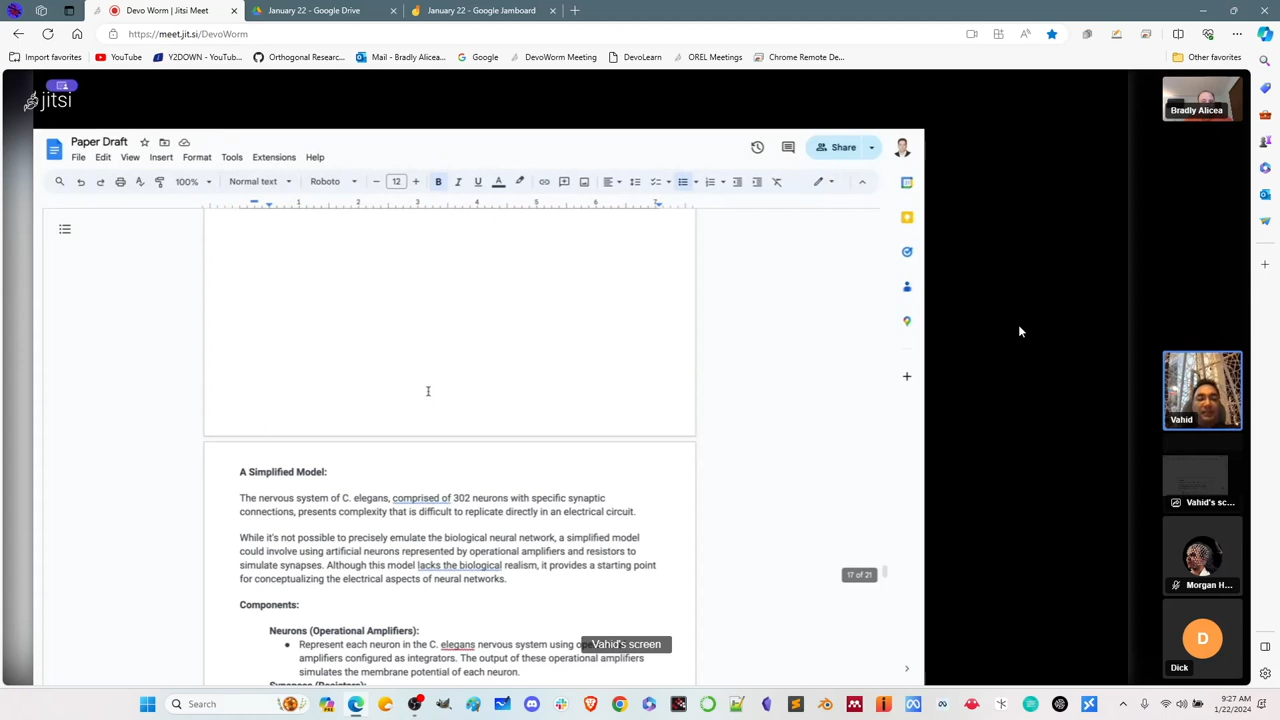 Devo Worm | Jitsi Meet
January 22 - Google Drive
January 22 - Google Jamboard
https://meet.jit.si/DevoWorm
Import favorites
YouTube
Y2DOWN - YouTub...
Orthogonal Researc...
Mail - Bradly Alicea...
Google
DevoWorm Meeting
DevoLearn
OREL Meetings
Chrome Remote De...
Other favorites
jitsi
Bradly Alicea
Paper Draft
File Edit View Insert Format Tools Extensions Help
Share
100%
Normal text
Roboto
12
B I U A
1 2 3 4 5 6 7
A Simplified Model:
The nervous system of C. elegans, comprised of 302 neurons with specific synaptic
connections, presents complexity that is difficult to replicate directly in an electrical circuit.
While it's not possible to precisely emulate the biological neural network, a simplified model
could involve using artificial neurons represented by operational amplifiers and resistors to
simulate synapses. Although this model lacks the biological realism, it provides a starting point
for conceptualizing the electrical aspects of neural networks.
17 of 21
Components:
Neurons (Operational Amplifiers):
● Represent each neuron in the C. elegans nervous system using
amplifiers configured as integrators. The output of these operational amplifiers
simulates the membrane potential of each neuron.
Synapses (Resistors):
Vahid's screen
Vahid
Vahid's sc...
Morgan H...
D
Dick
Search
9:27 AM
1/22/2024